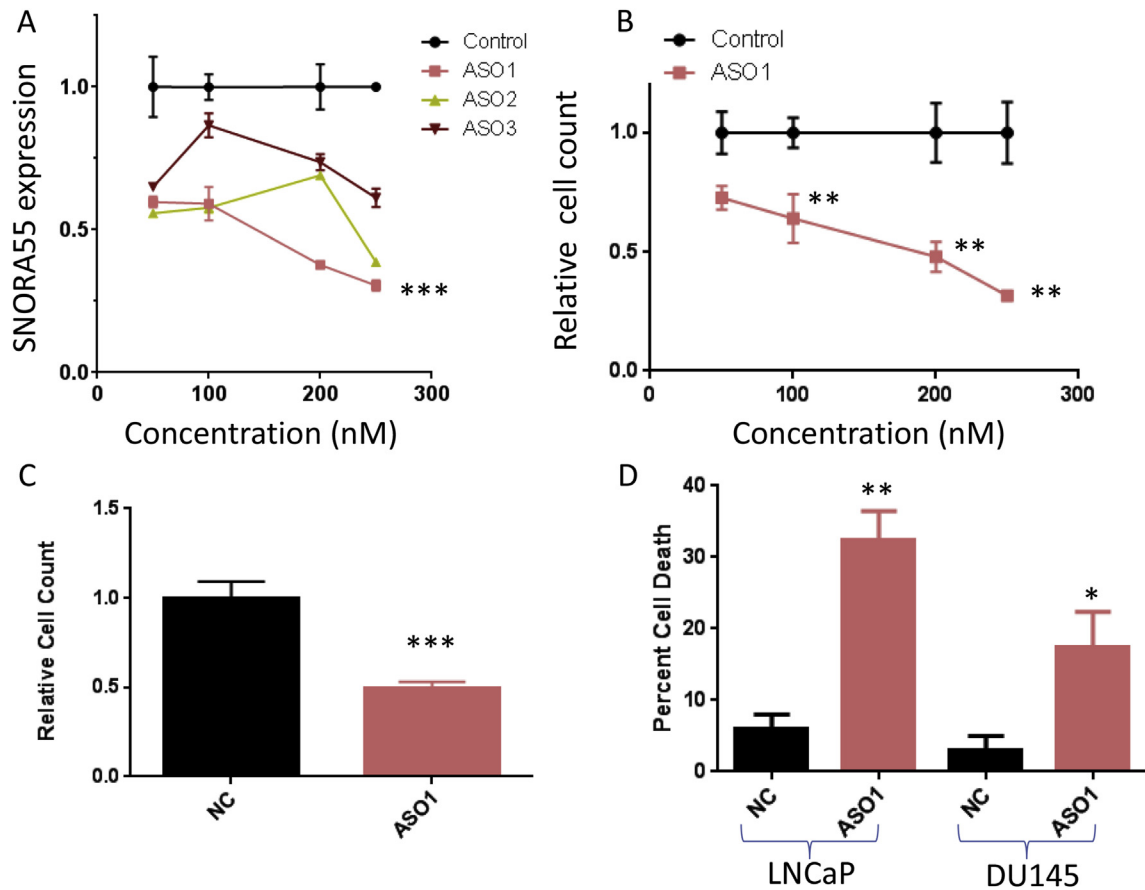 A
Control
ASO1
ASO2
ASO3
SNORA55 expression
1.0
0.5
0.0
0 100 200 300
***
Concentration (nM)
B
Control
ASO1
Relative cell count
1.0
0.5
0.0
0 100 200 300
**
**
**
Concentration (nM)
C
Relative Cell Count
1.5
1.0
0.5
0.0
***
NC ASO1
D
Percent Cell Death
40
30
20
10
0
**
*
NC ASO1 NC ASO1
LNCaP DU145